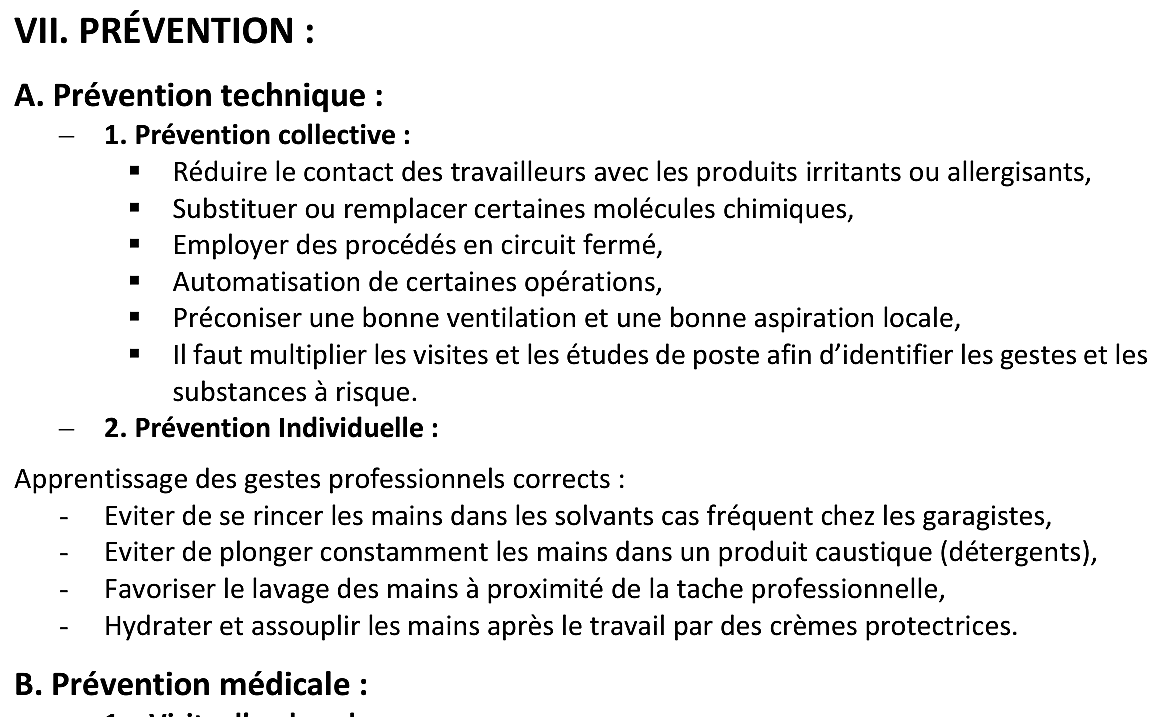 VII. PRÉVENTION :
A. Prévention technique :
– 1. Prévention collective :
▪ Réduire le contact des travailleurs avec les produits irritants ou allergisants,
▪ Substituer ou remplacer certaines molécules chimiques,
▪ Employer des procédés en circuit fermé,
▪ Automatisation de certaines opérations,
▪ Préconiser une bonne ventilation et une bonne aspiration locale,
▪ Il faut multiplier les visites et les études de poste afin d’identifier les gestes et les
substances à risque.
– 2. Prévention Individuelle :
Apprentissage des gestes professionnels corrects :
- Eviter de se rincer les mains dans les solvants cas fréquent chez les garagistes,
- Eviter de plonger constamment les mains dans un produit caustique (détergents),
- Favoriser le lavage des mains à proximité de la tache professionnelle,
- Hydrater et assouplir les mains après le travail par des crèmes protectrices.
B. Prévention médicale :